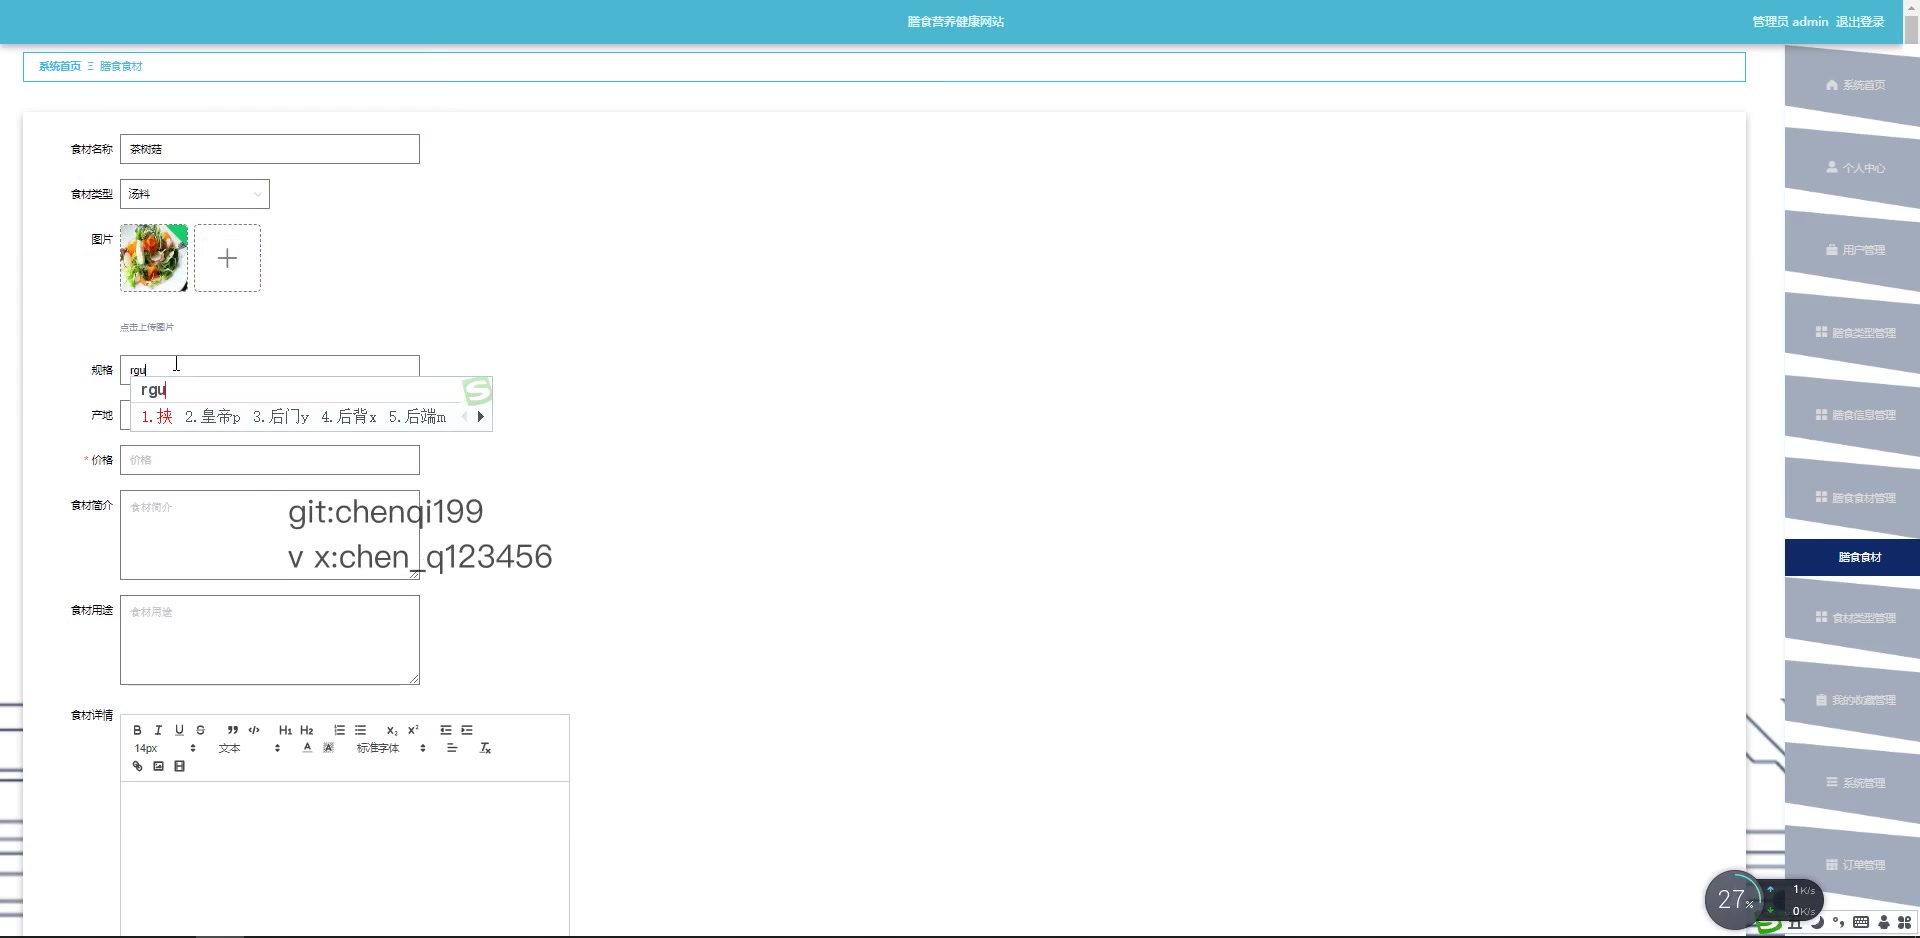 膳食营养健康网站
管理员 admin 退出登录
系统首页 Ξ 膳食食材
食材名称 茶树菇
食材类型 汤料
图片
点击上传图片
规格 rgu
rgu
1.挟 2.皇帝p 3.后门y 4.后背x 5.后端m
产地
* 价格 价格
食材简介 食材简介
git:chenqi199
v x:chen_q123456
食材用途 食材用途
食材详情
B I U S ” </> H1 H2 x₂ x²
14px 文本 A A 标准字体 Tx
系统首页
个人中心
用户管理
膳食类型管理
膳食信息管理
膳食食材管理
膳食食材
食材类型管理
我的收藏管理
系统管理
订单管理
27%
1K/s
0K/s